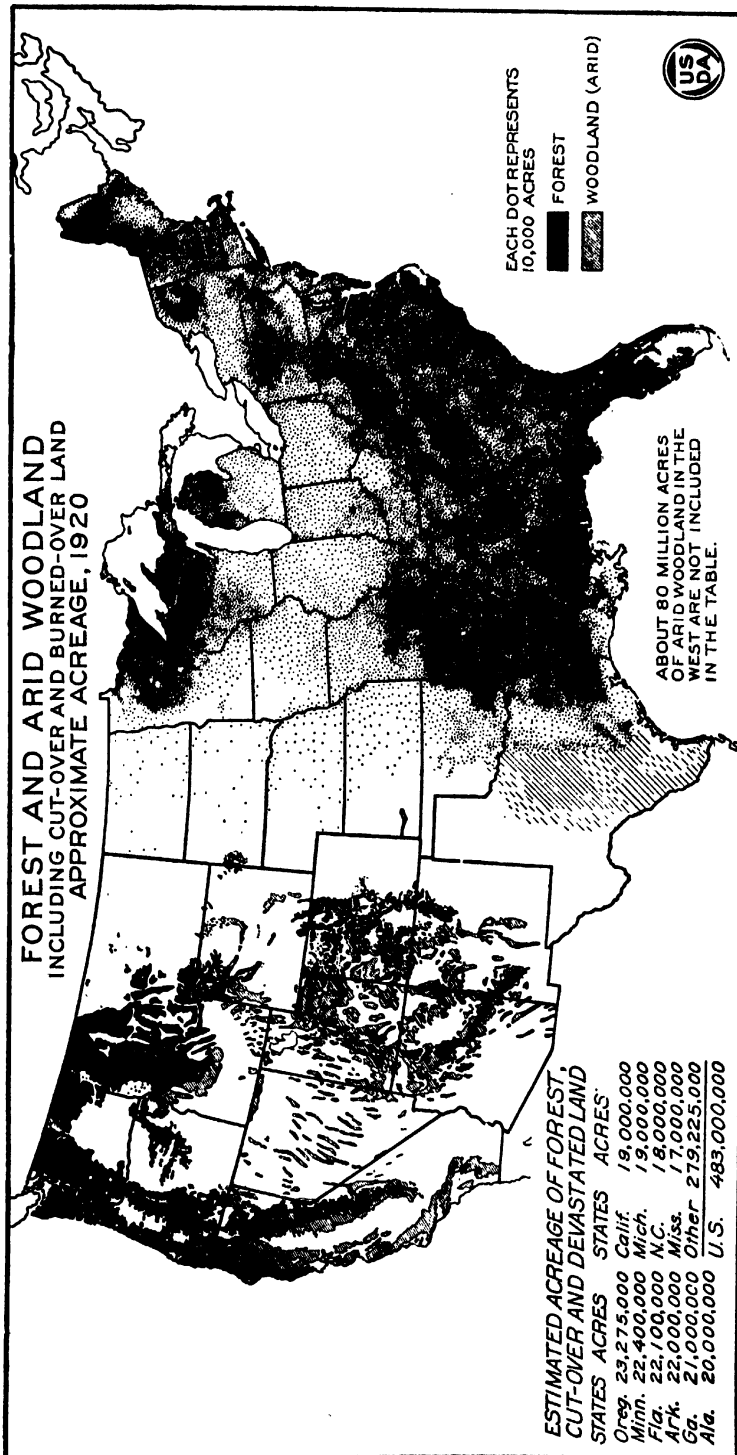 FOREST AND ARID WOODLAND
INCLUDING CUT-OVER AND BURNED-OVER LAND
APPROXIMATE ACREAGE, 1920
EACH DOT REPRESENTS
10,000 ACRES
FOREST
WOODLAND (ARID)
US
DA
ABOUT 80 MILLION ACRES
OF ARID WOODLAND IN THE
WEST ARE NOT INCLUDED
IN THE TABLE.
ESTIMATED ACREAGE OF FOREST,
CUT-OVER AND DEVASTATED LAND
STATES ACRES STATES ACRES
Oreg. 23,275,000 Calif. 19,000,000
Minn. 22,400,000 Mich. 19,000,000
Fla. 22,100,000 N.C. 18,000,000
Ark. 22,000,000 Miss. 17,000,000
Ga. 21,000,000 Other 279,225,000
Ala. 20,000,000 U.S. 483,000,000